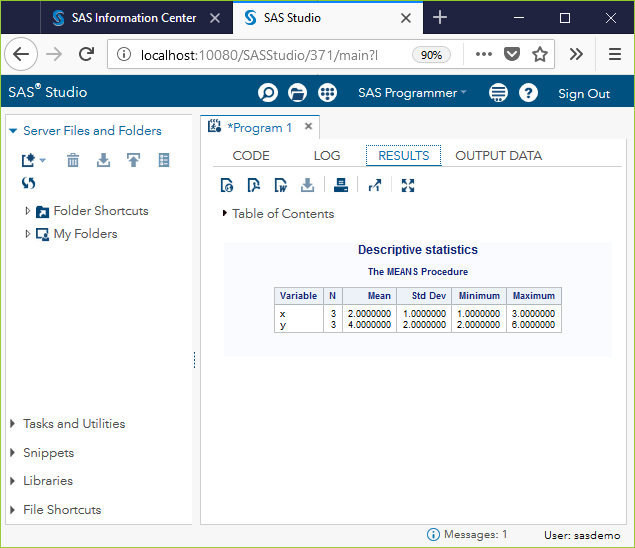 SAS Information Center
SAS Studio
localhost:10080/SASStudio/371/main?l
90%
SAS® Studio
SAS Programmer
Sign Out
Server Files and Folders
Folder Shortcuts
My Folders
Tasks and Utilities
Snippets
Libraries
File Shortcuts
*Program 1
CODE LOG RESULTS OUTPUT DATA
Table of Contents
Descriptive statistics
The MEANS Procedure
Variable N Mean Std Dev Minimum Maximum
x 3 2.0000000 1.0000000 1.0000000 3.0000000
y 3 4.0000000 2.0000000 2.0000000 6.0000000
Messages: 1
User: sasdemo